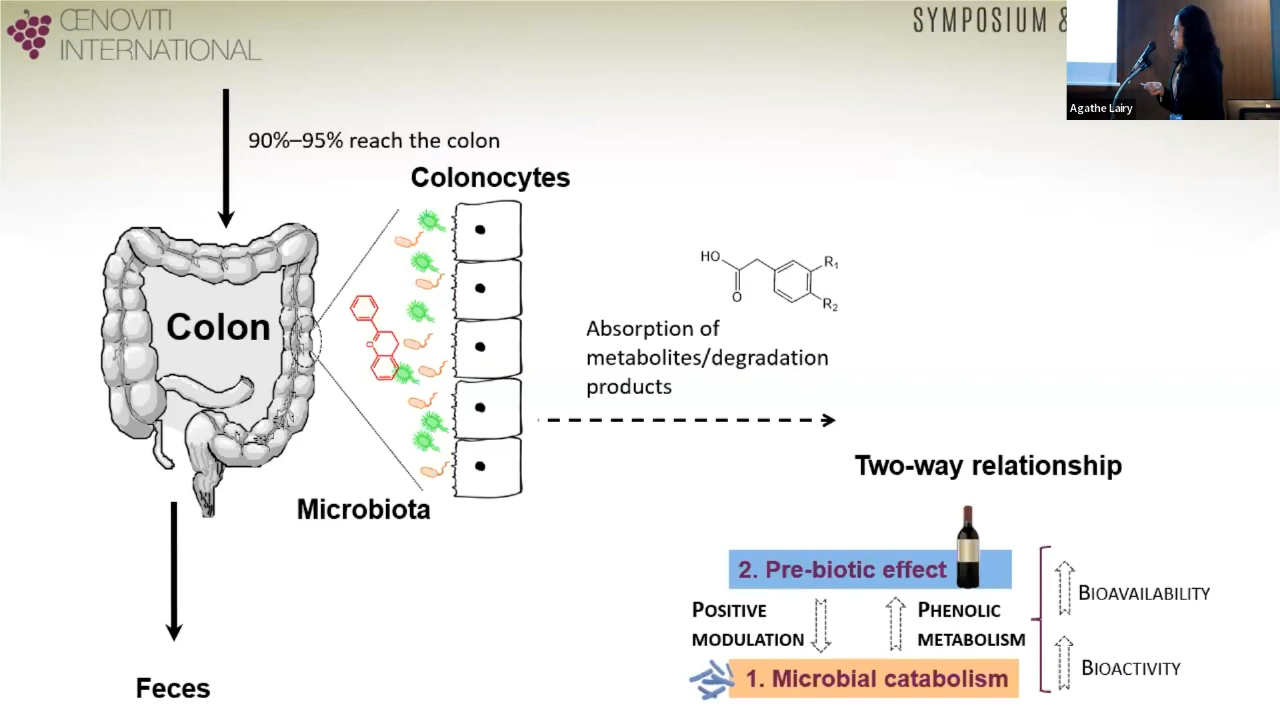 ŒNOVITI
INTERNATIONAL
SYMPOSIUM &
Agathe Lairy
90%–95% reach the colon
Colonocytes
Colon
O
HO
O
R1
R2
Absorption of
metabolites/degradation
products
Microbiota
Feces
Two-way relationship
2. Pre-biotic effect
POSITIVE
MODULATION
PHENOLIC
METABOLISM
1. Microbial catabolism
BIOAVAILABILITY
BIOACTIVITY